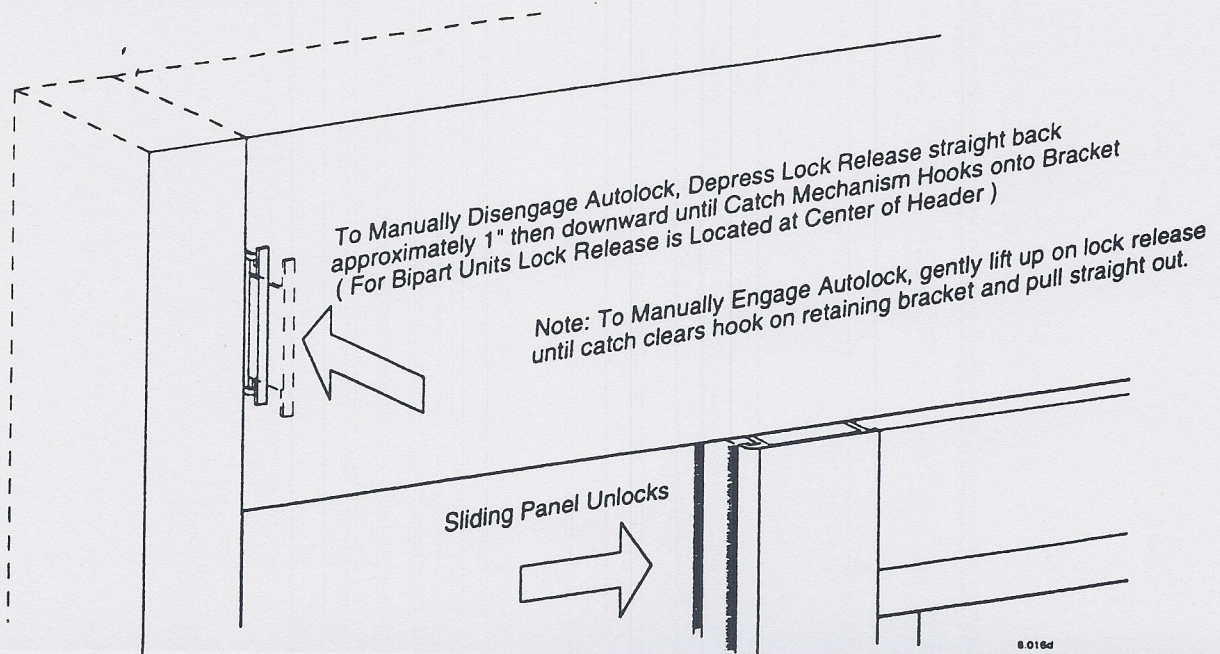 To Manually Disengage Autolock, Depress Lock Release straight back
approximately 1" then downward until Catch Mechanism Hooks onto Bracket
( For Bipart Units Lock Release is Located at Center of Header )
Note: To Manually Engage Autolock, gently lift up on lock release
until catch clears hook on retaining bracket and pull straight out.
Sliding Panel Unlocks
6.016d